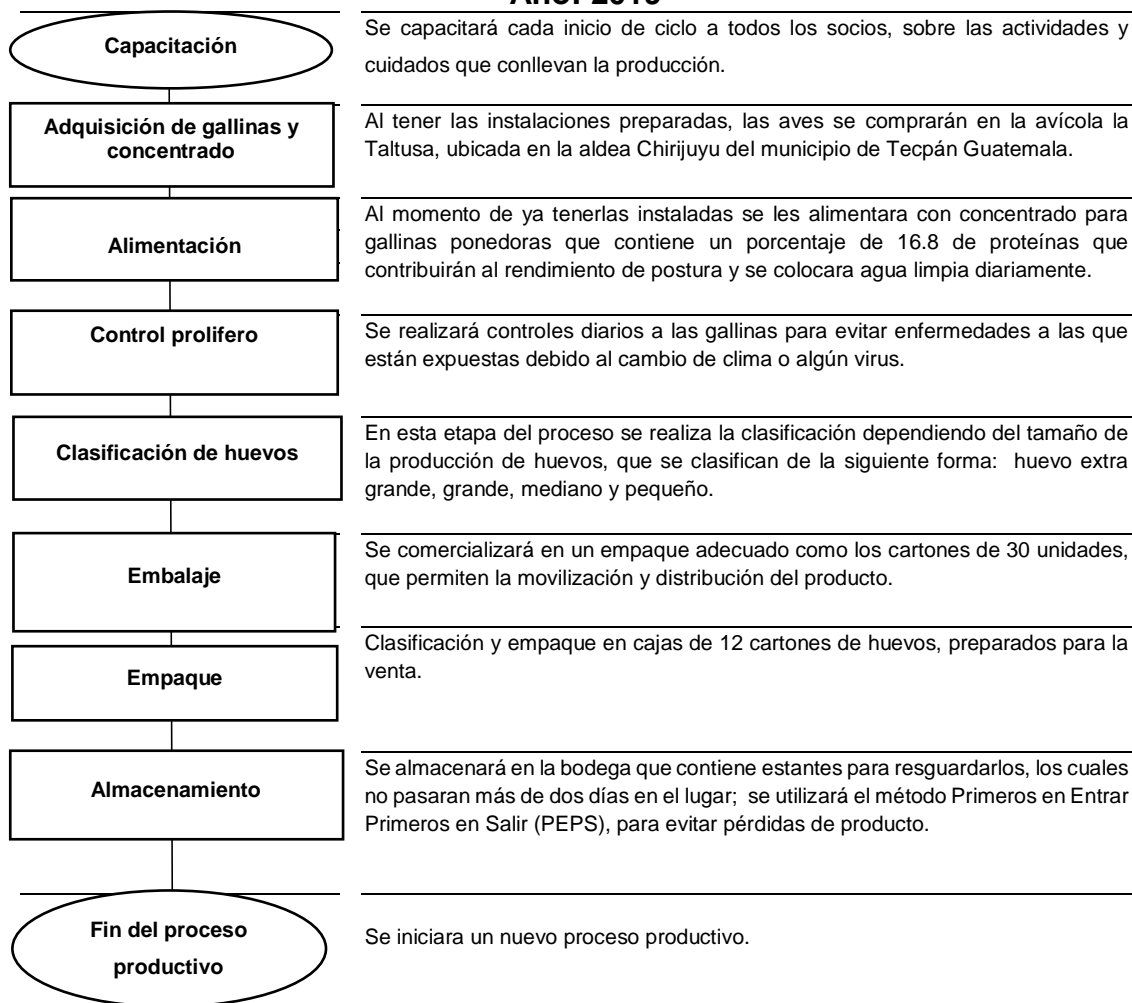 Capacitación
Se capacitará cada inicio de ciclo a todos los socios, sobre las actividades y
cuidados que conllevan la producción.
Adquisición de gallinas y
concentrado
Al tener las instalaciones preparadas, las aves se comprarán en la avícola la
Taltusa, ubicada en la aldea Chirijuyu del municipio de Tecpán Guatemala.
Alimentación
Al momento de ya tenerlas instaladas se les alimentara con concentrado para
gallinas ponedoras que contiene un porcentaje de 16.8 de proteínas que
contribuirán al rendimiento de postura y se colocara agua limpia diariamente.
Control prolifero
Se realizará controles diarios a las gallinas para evitar enfermedades a las que
están expuestas debido al cambio de clima o algún virus.
Clasificación de huevos
En esta etapa del proceso se realiza la clasificación dependiendo del tamaño de
la producción de huevos, que se clasifican de la siguiente forma: huevo extra
grande, grande, mediano y pequeño.
Embalaje
Se comercializará en un empaque adecuado como los cartones de 30 unidades,
que permiten la movilización y distribución del producto.
Empaque
Clasificación y empaque en cajas de 12 cartones de huevos, preparados para la
venta.
Almacenamiento
Se almacenará en la bodega que contiene estantes para resguardarlos, los cuales
no pasaran más de dos días en el lugar; se utilizará el método Primeros en Entrar
Primeros en Salir (PEPS), para evitar pérdidas de producto.
Fin del proceso
productivo
Se iniciara un nuevo proceso productivo.